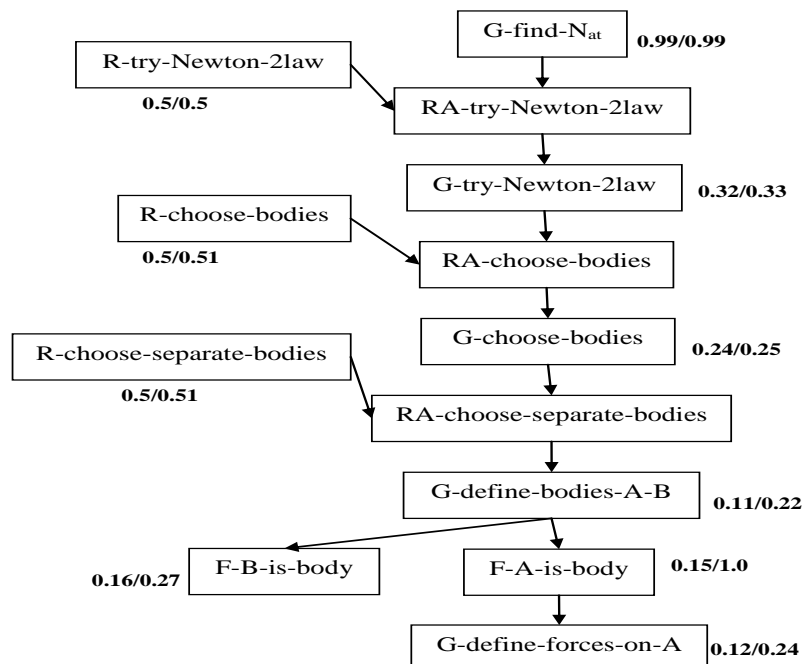 G-find-Nat
0.99/0.99
R-try-Newton-2law
0.5/0.5
RA-try-Newton-2law
G-try-Newton-2law
0.32/0.33
R-choose-bodies
0.5/0.51
RA-choose-bodies
G-choose-bodies
0.24/0.25
R-choose-separate-bodies
0.5/0.51
RA-choose-separate-bodies
G-define-bodies-A-B
0.11/0.22
0.16/0.27
F-B-is-body
F-A-is-body
0.15/1.0
G-define-forces-on-A
0.12/0.24